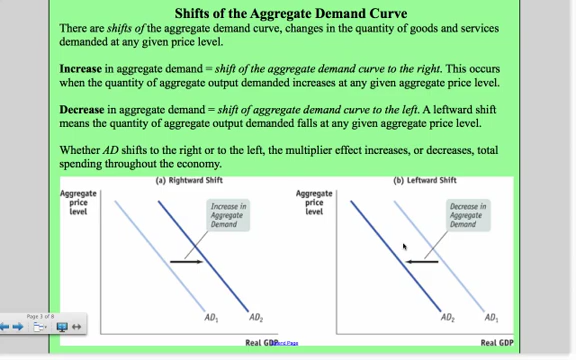 Shifts of the Aggregate Demand Curve
There are shifts of the aggregate demand curve, changes in the quantity of goods and services
demanded at any given price level.
Increase in aggregate demand = shift of the aggregate demand curve to the right. This occurs
when the quantity of aggregate output demanded increases at any given aggregate price level.
Decrease in aggregate demand = shift of aggregate demand curve to the left. A leftward shift
means the quantity of aggregate output demanded falls at any given aggregate price level.
Whether AD shifts to the right or to the left, the multiplier effect increases, or decreases, total
spending throughout the economy.
(a) Rightward Shift
Aggregate
price
level
Increase in
Aggregate
Demand
AD1
AD2
Real GDP
(b) Leftward Shift
Aggregate
price
level
Decrease in
Aggregate
Demand
AD2
AD1
Real GDP
Page 3 of 8
Page